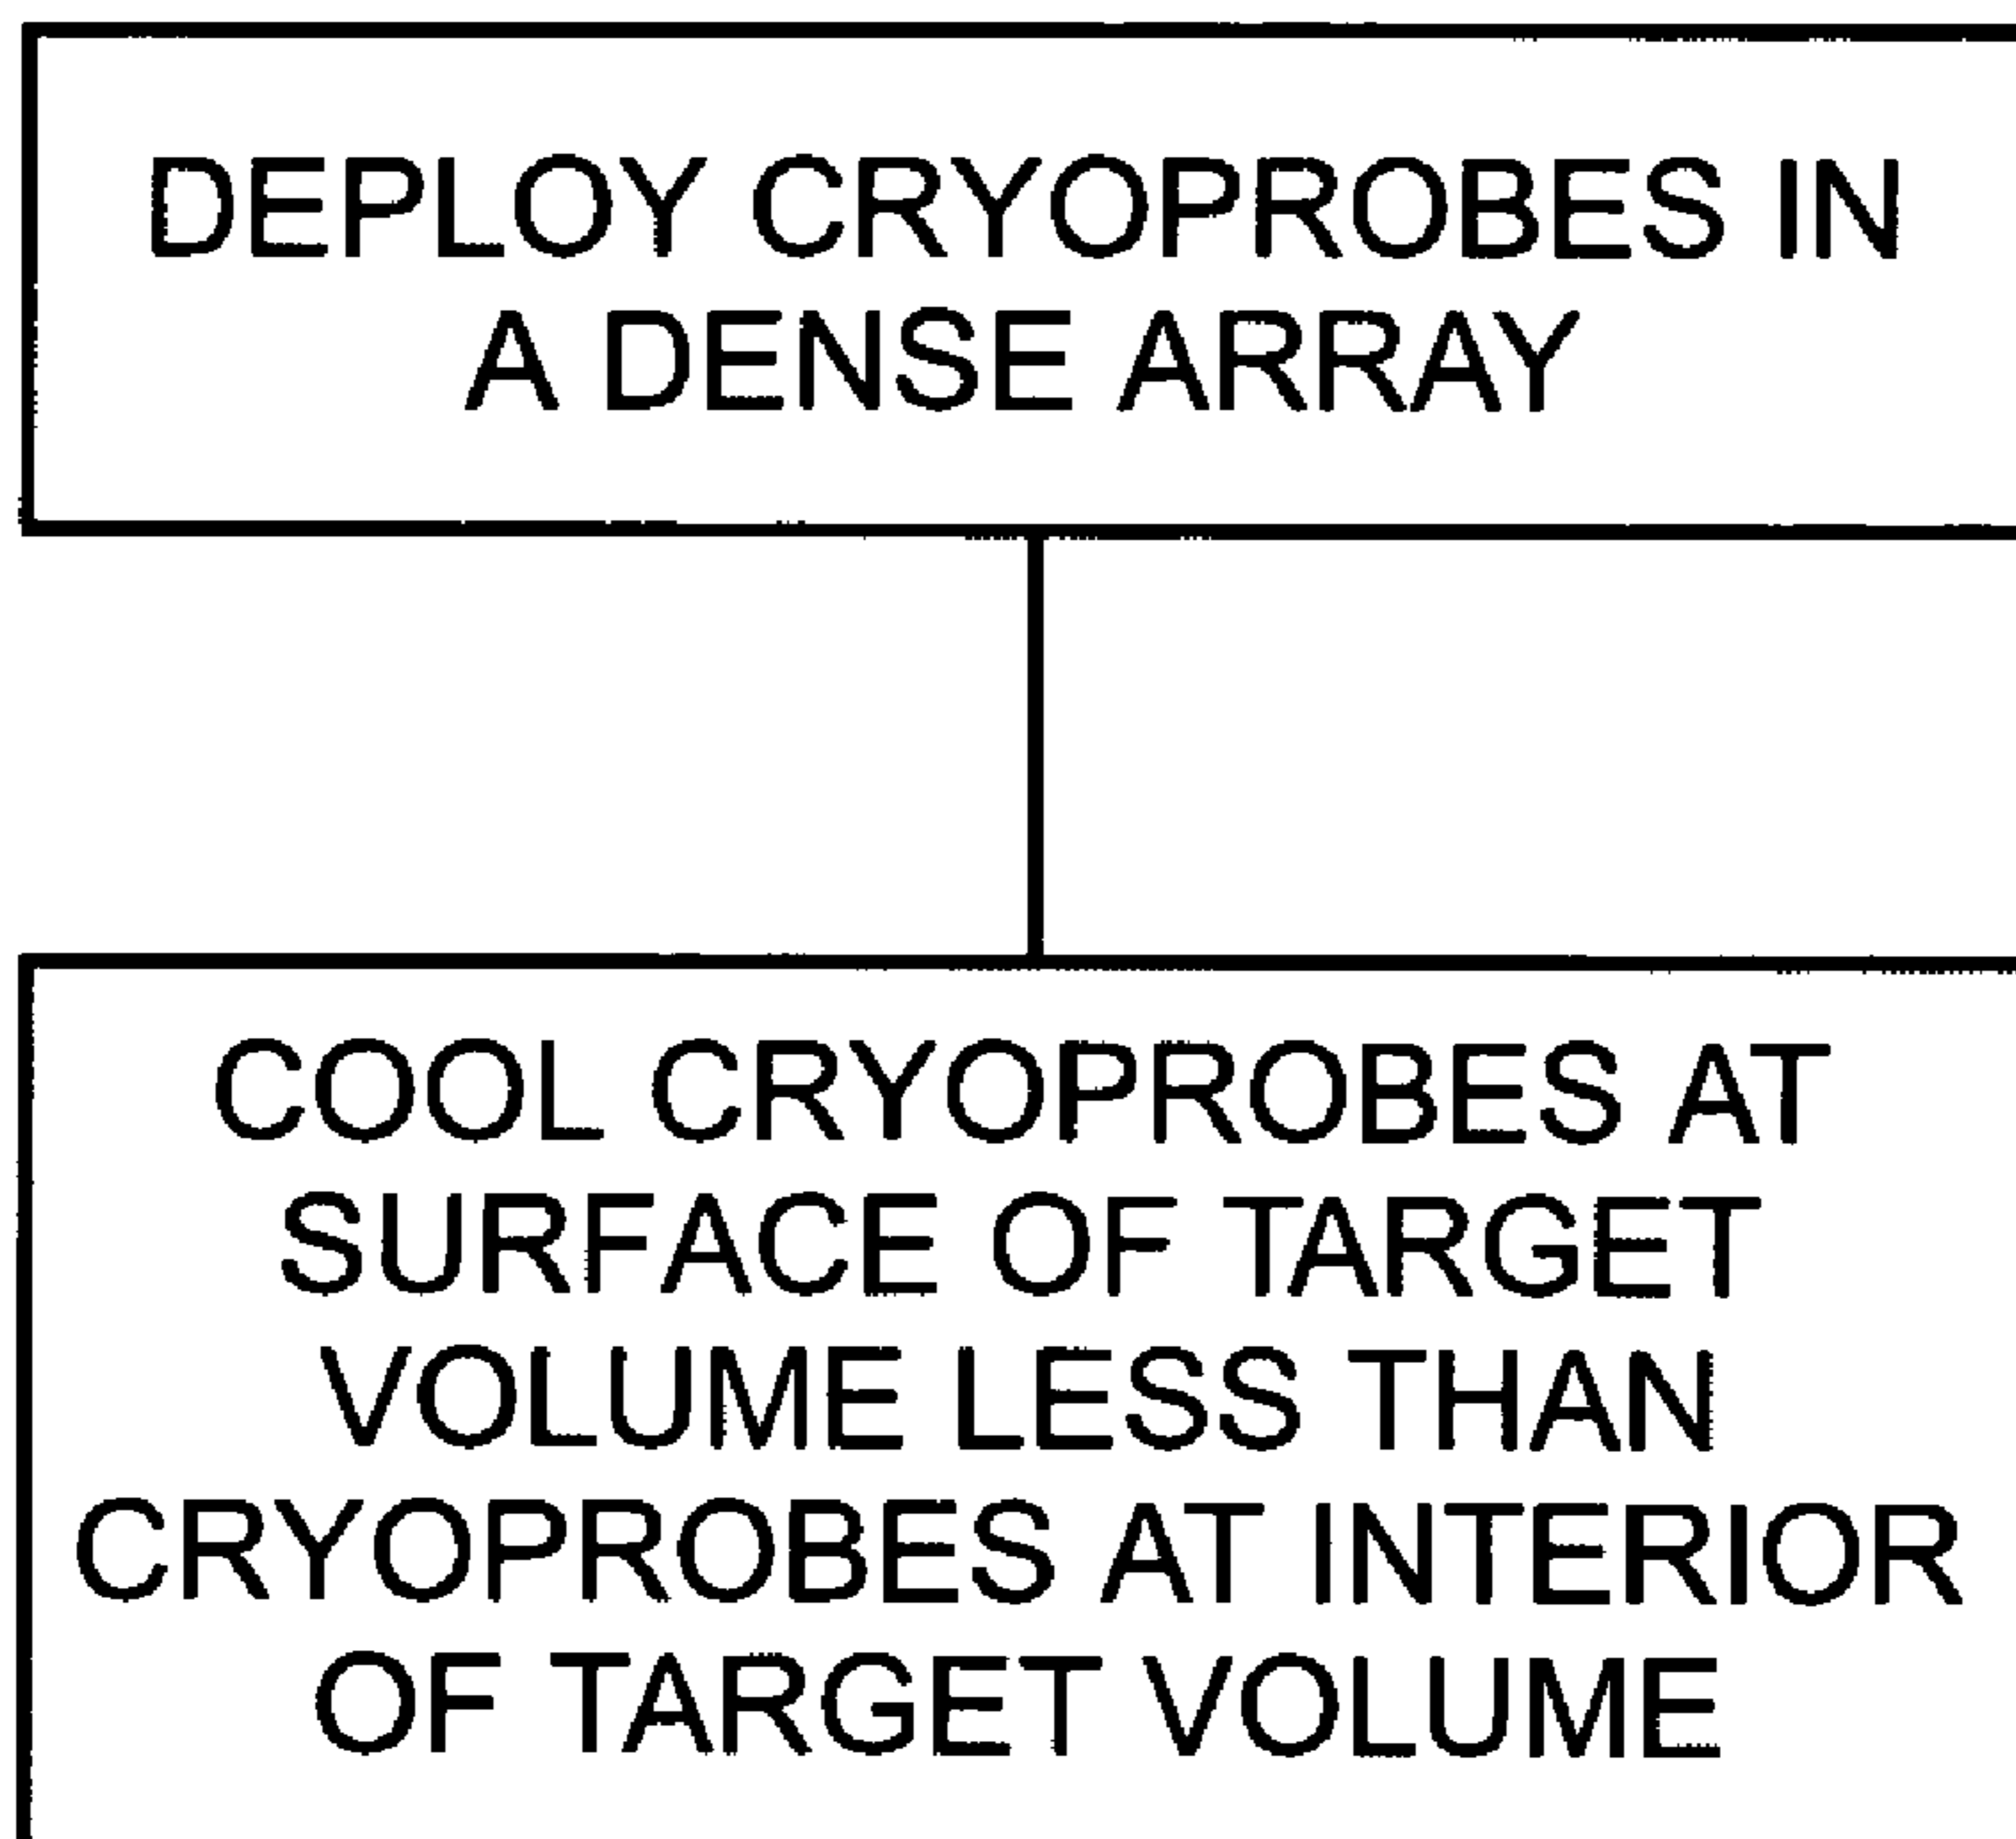 DEPLOY CRYOPROBES IN
A DENSE ARRAY
COOL CRYOPROBES AT
SURFACE OF TARGET
VOLUME LESS THAN
CRYOPROBES AT INTERIOR
OF TARGET VOLUME